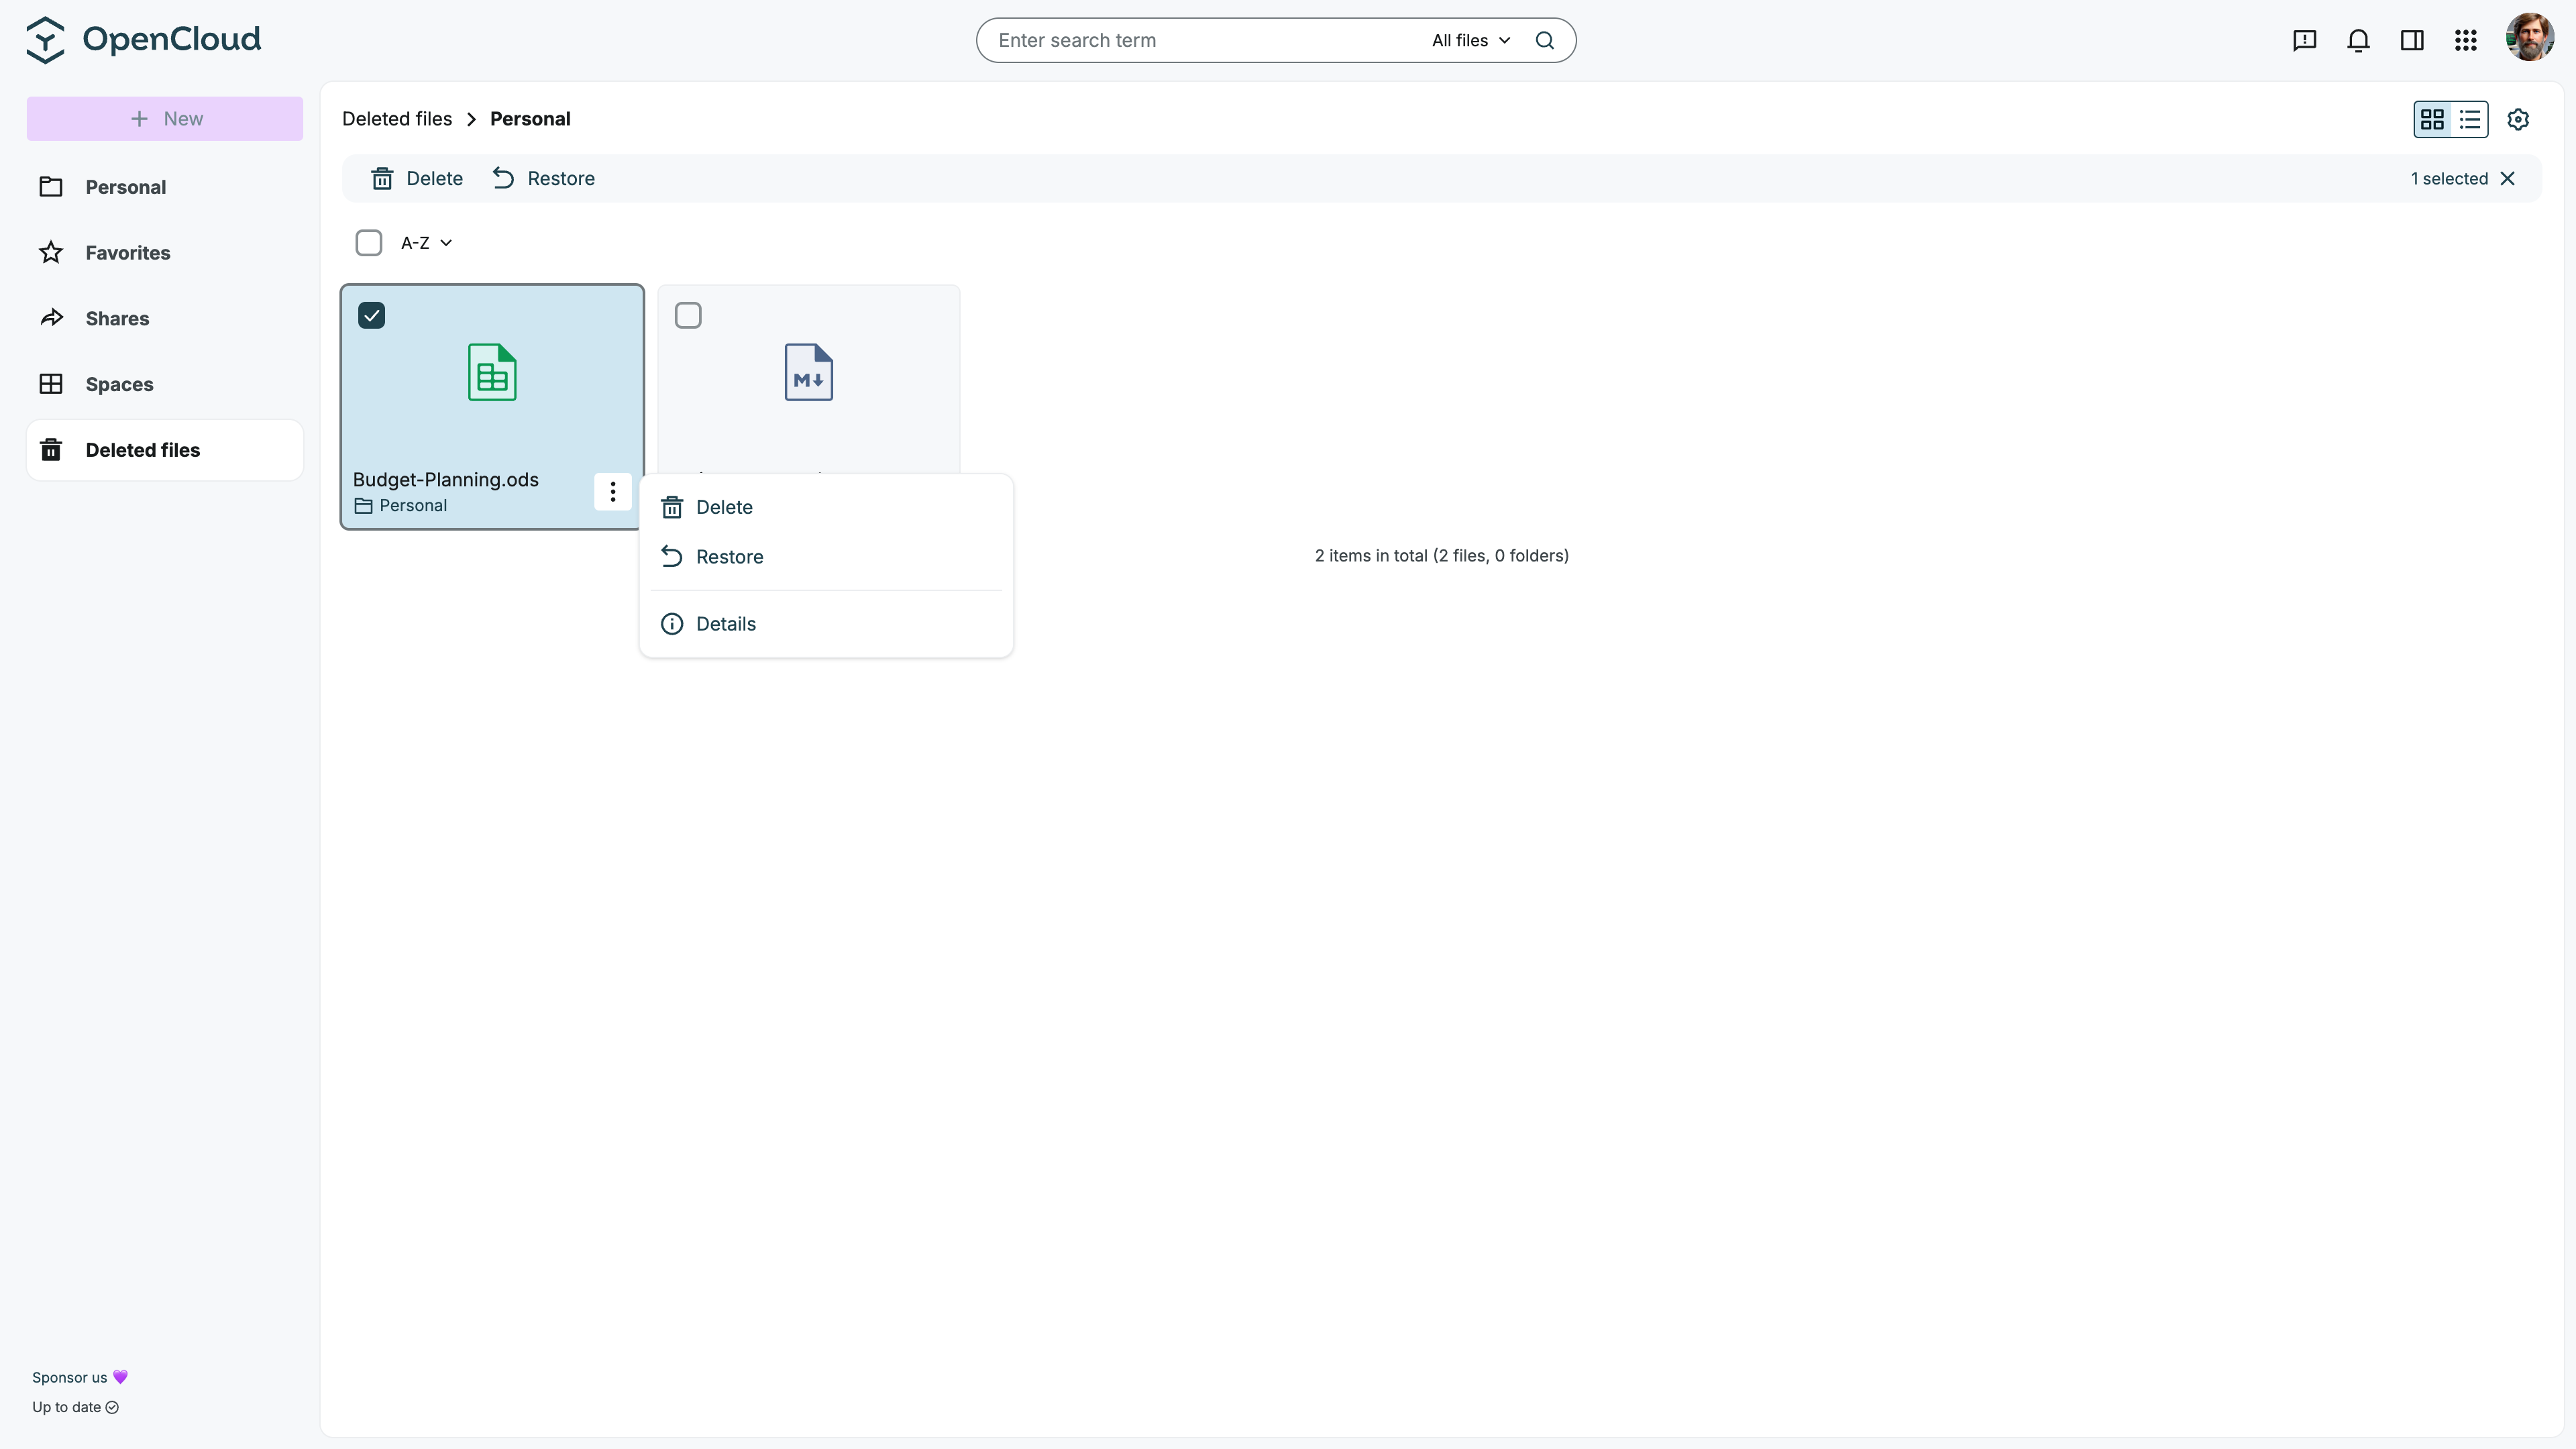 OpenCloud
Enter search term
All files
New
Personal
Favorites
Shares
Spaces
Deleted files
Deleted files
Personal
Delete
Restore
1 selected
A-Z
M
Budget-Planning.ods
Personal
Delete
Restore
Details
2 items in total (2 files, 0 folders)
Sponsor us
Up to date